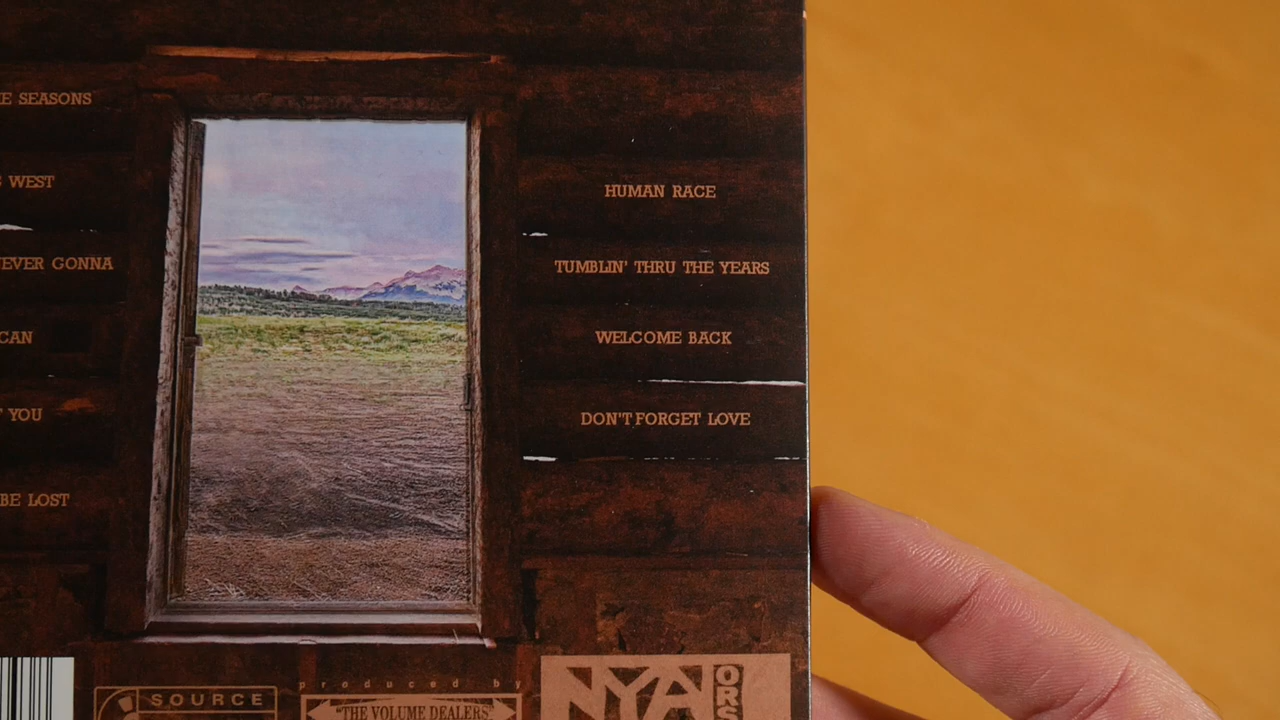 E SEASONS
WEST
EVER GONNA
CAN
YOU
BE LOST
HUMAN RACE
TUMBLIN' THRU THE YEARS
WELCOME BACK
DON'T FORGET LOVE
SOURCE
produced by
"THE VOLUME DEALERS"
NYA
ORS